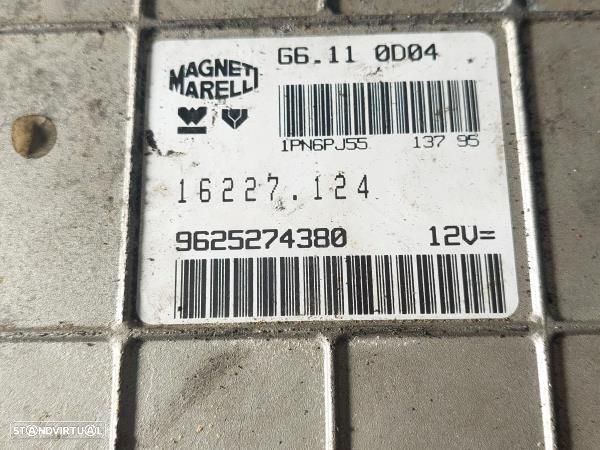 MAGNETI
MARELLI
G6.11 0D04
1PN6PJ55 137 95
16227.124
9625274380 12V=
STANDVIRTUAL